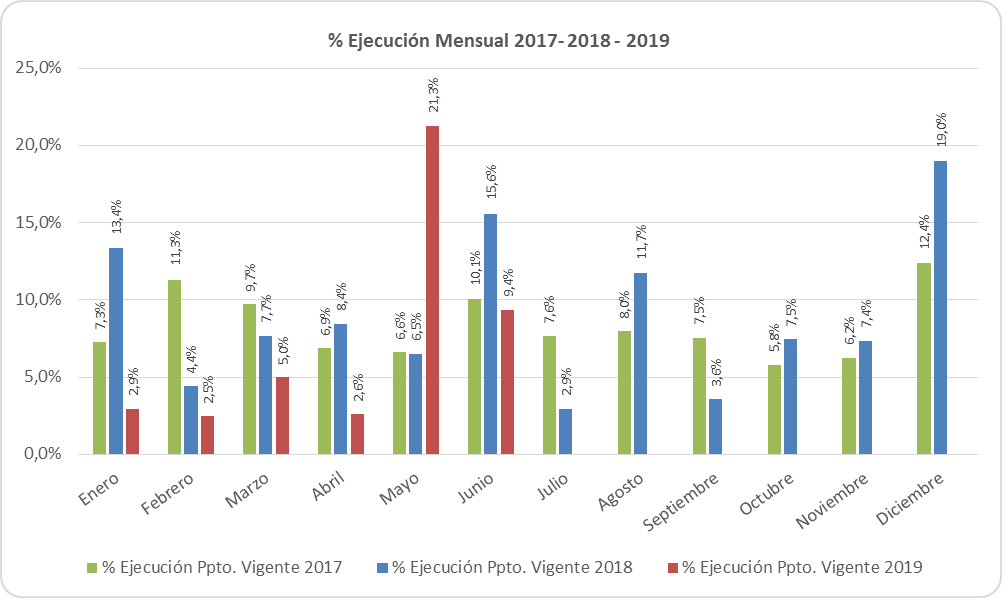 % Ejecución Mensual 2017- 2018 - 2019
25,0%
20,0%
15,0%
10,0%
5,0%
0,0%
7,3%
13,4%
2,9%
11,3%
4,4%
2,5%
9,7%
7,7%
5,0%
6,9%
8,4%
2,6%
6,6%
6,5%
21,3%
10,1%
15,6%
9,4%
7,6%
2,9%
8,0%
11,7%
7,5%
3,6%
5,8%
7,5%
6,2%
7,4%
12,4%
19,0%
Enero
Febrero
Marzo
Abril
Mayo
Junio
Julio
Agosto
Septiembre
Octubre
Noviembre
Diciembre
% Ejecución Ppto. Vigente 2017
% Ejecución Ppto. Vigente 2018
% Ejecución Ppto. Vigente 2019